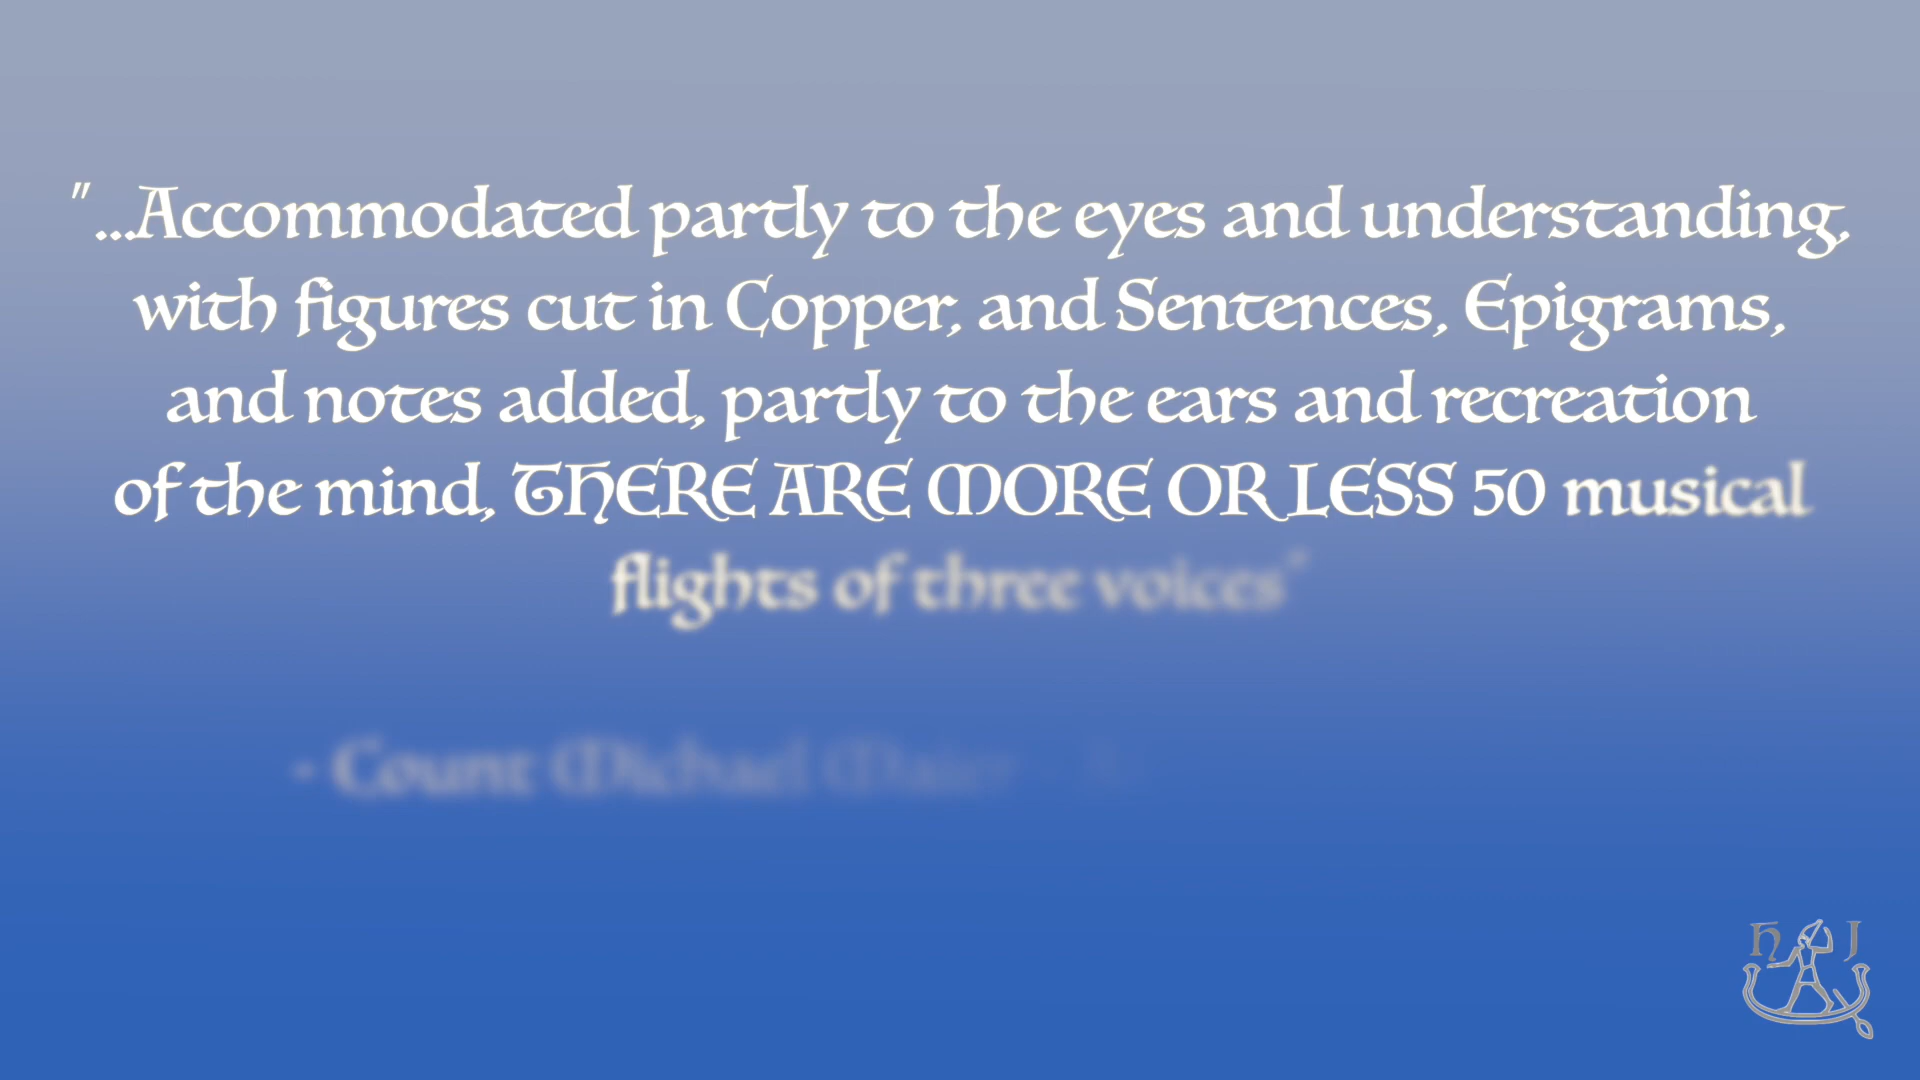 "...Accommodated partly to the eyes and understanding,
with figures cut in Copper, and Sentences, Epigrams,
and notes added, partly to the ears and recreation
of the mind, THERE ARE MORE OR LESS 50 musical
flights of three voices"
- Count Michael Maier -
H J